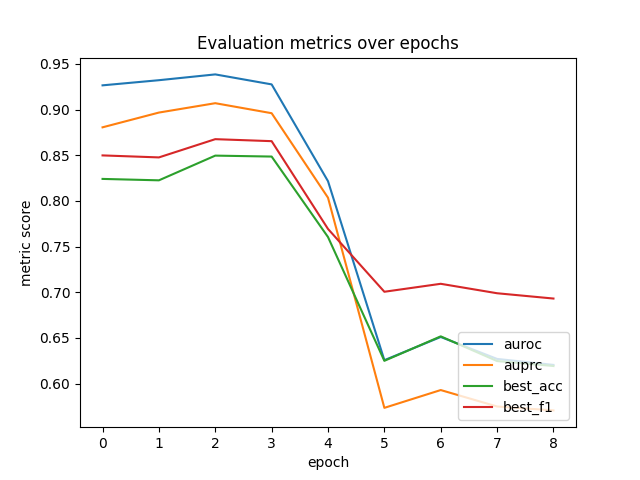 Evaluation metrics over epochs
metric score
0.95
0.90
0.85
0.80
0.75
0.70
0.65
0.60
auroc
auprc
best_acc
best_f1
0 1 2 3 4 5 6 7 8
epoch